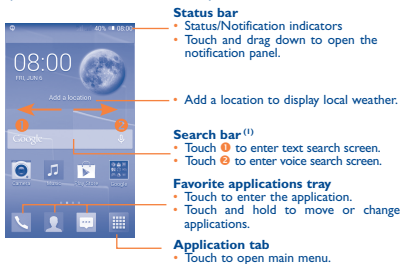 40% 08:00
08:00
FRI, JUN 6
Add a location
1
2
Google
Camera
Music
Play Store
Google
Status bar
• Status/Notification indicators
• Touch and drag down to open the
notification panel.
• Add a location to display local weather.
Search bar (1)
• Touch 1 to enter text search screen.
• Touch 2 to enter voice search screen.
Favorite applications tray
• Touch to enter the application.
• Touch and hold to move or change
applications.
Application tab
• Touch to open main menu.